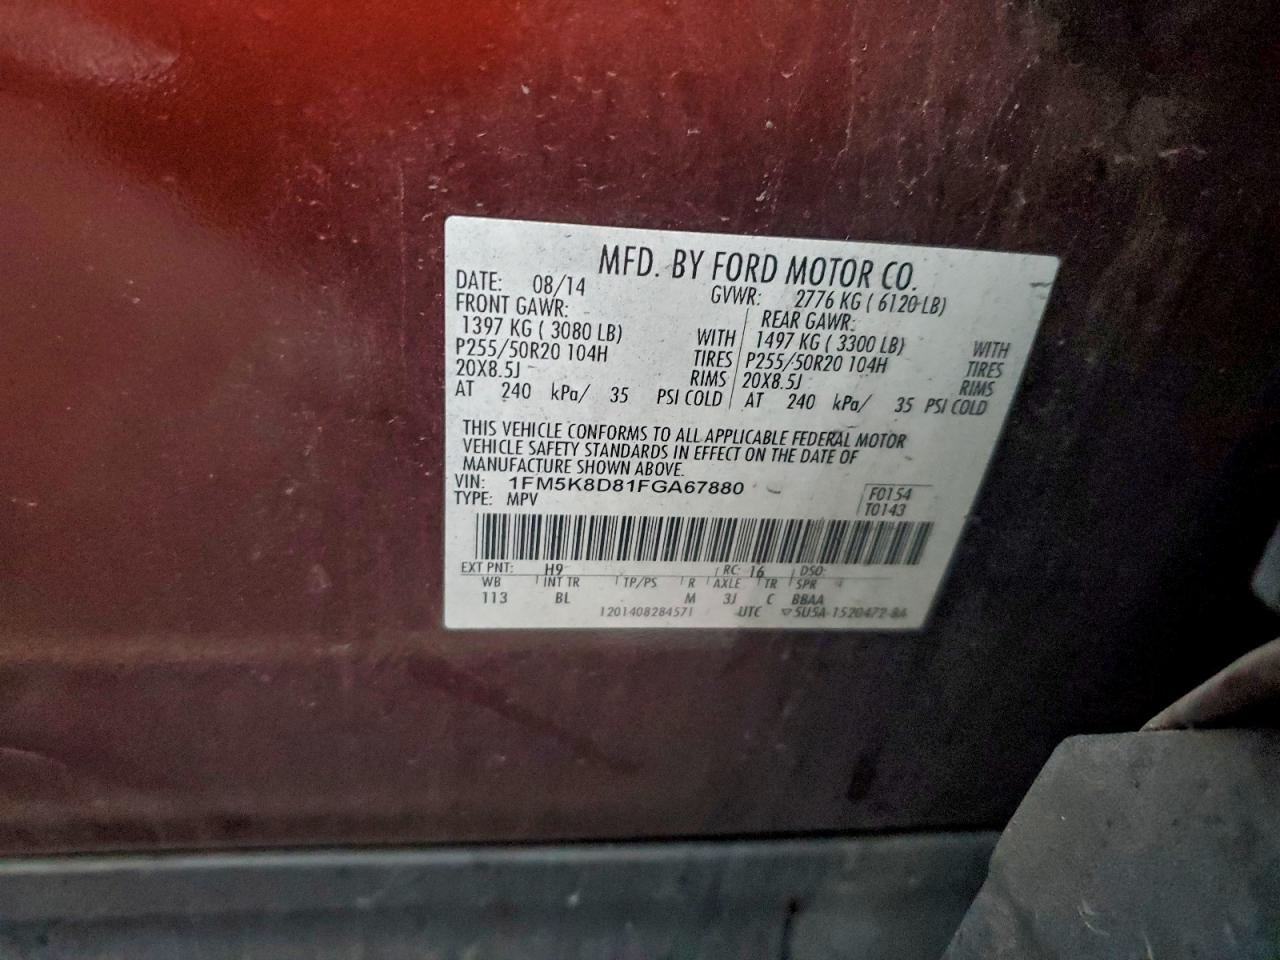 MFD. BY FORD MOTOR CO.
DATE: 08/14 GVWR: 2776 KG ( 6120 LB)
FRONT GAWR: REAR GAWR:
1397 KG ( 3080 LB) WITH 1497 KG ( 3300 LB) WITH
P255/50R20 104H TIRES P255/50R20 104H TIRES
20X8.5J RIMS 20X8.5J RIMS
AT 240 kPa/ 35 PSI COLD AT 240 kPa/ 35 PSI COLD
THIS VEHICLE CONFORMS TO ALL APPLICABLE FEDERAL MOTOR
VEHICLE SAFETY STANDARDS IN EFFECT ON THE DATE OF
MANUFACTURE SHOWN ABOVE.
VIN: 1FM5K8D81FGA67880 F0154
TYPE: MPV T0143
EXT PNT: H9 RC: 16 DSO:
WB INT TR TP/PS R AXLE TR SPR
113 BL M 3J C BBAA
1201408284571 UTC ▽5U5A-1520472-BA